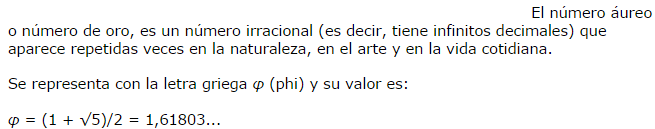 El número áureo
o número de oro, es un número irracional (es decir, tiene infinitos decimales) que
aparece repetidas veces en la naturaleza, en el arte y en la vida cotidiana.
Se representa con la letra griega φ (phi) y su valor es:
φ = (1 + √5)/2 = 1,61803...